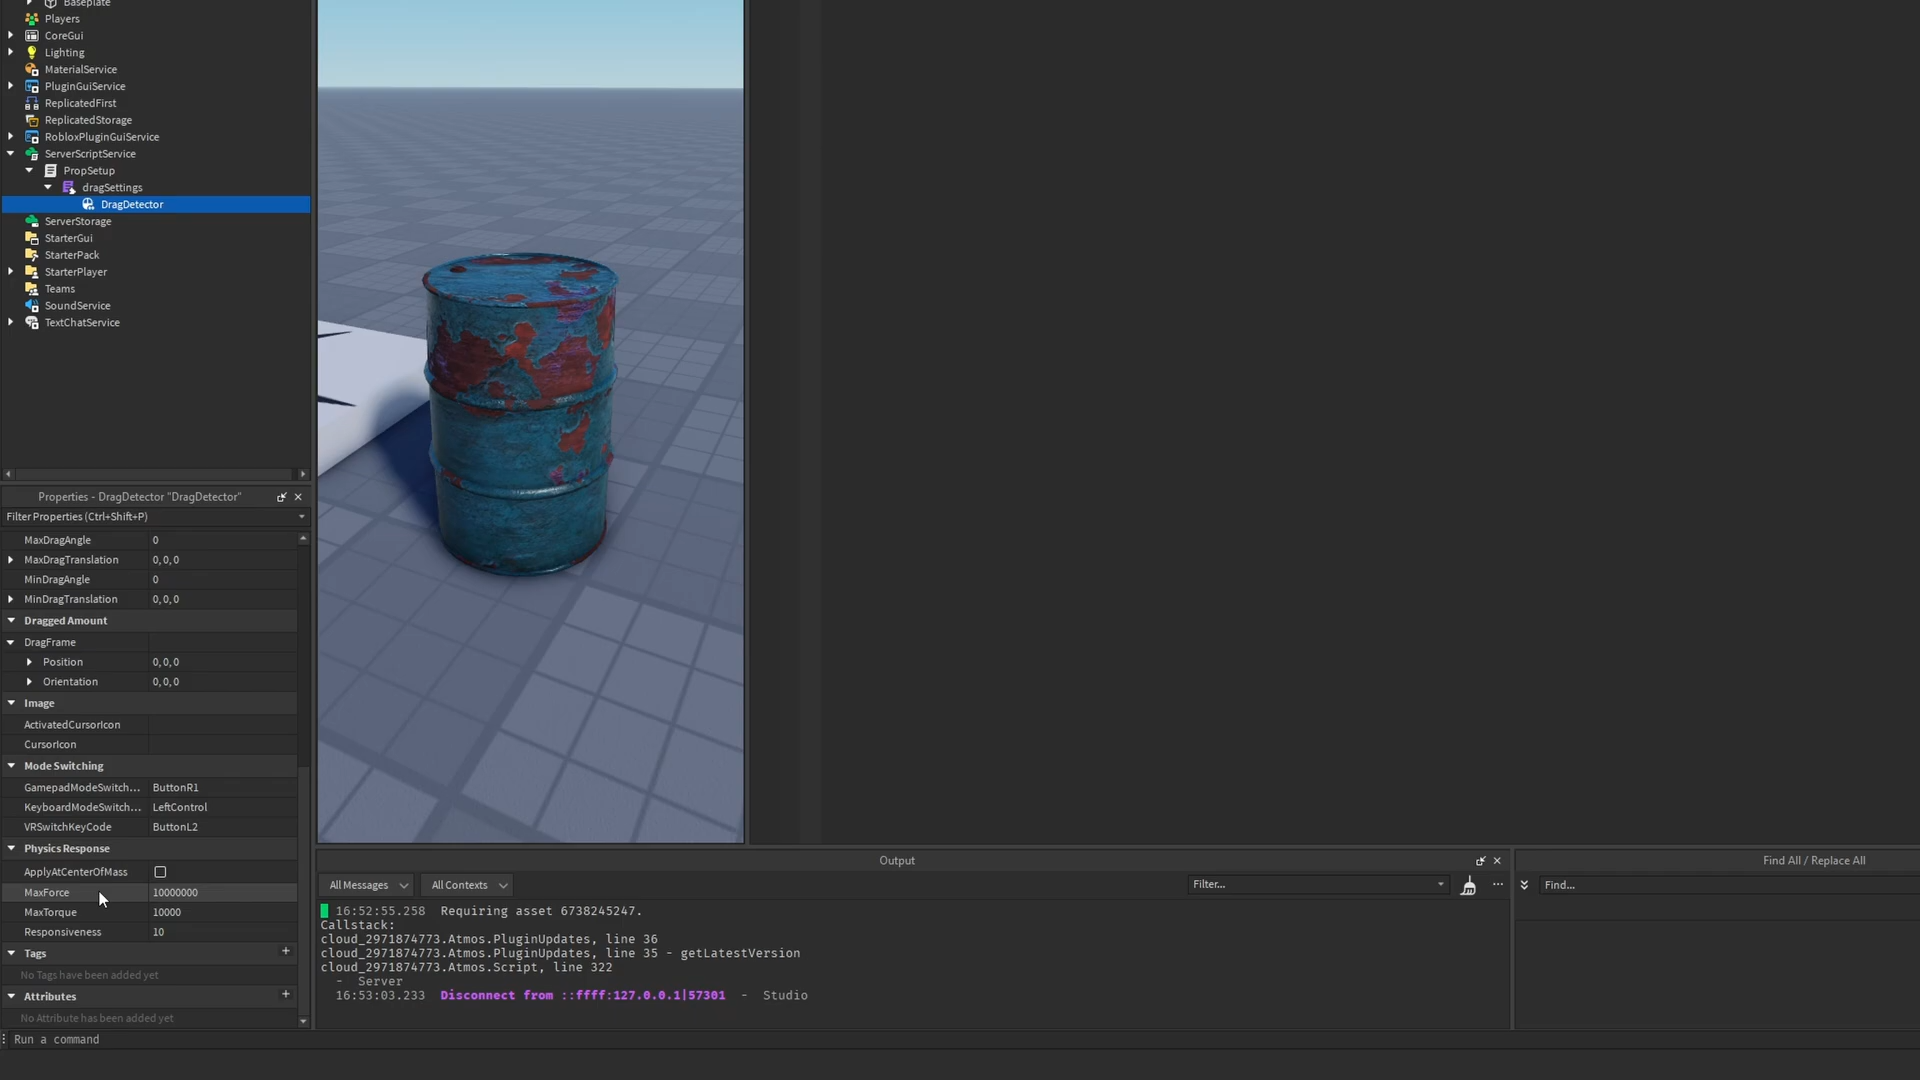 Baseplate
Players
CoreGui
Lighting
MaterialService
PluginGuiService
ReplicatedFirst
ReplicatedStorage
RobloxPluginGuiService
ServerScriptService
PropSetup
dragSettings
DragDetector
ServerStorage
StarterGui
StarterPack
StarterPlayer
Teams
SoundService
TextChatService
Properties - DragDetector "DragDetector"
Filter Properties (Ctrl+Shift+P)
MaxDragAngle 0
MaxDragTranslation 0, 0, 0
MinDragAngle 0
MinDragTranslation 0, 0, 0
Dragged Amount
DragFrame
Position 0, 0, 0
Orientation 0, 0, 0
Image
ActivatedCursorIcon
CursorIcon
Mode Switching
GamepadModeSwitch... ButtonR1
KeyboardModeSwitch... LeftControl
VRSwitchKeyCode ButtonL2
Physics Response
ApplyAtCenterOfMass
MaxForce 10000000
MaxTorque 10000
Responsiveness 10
Tags
No Tags have been added yet
Attributes
No Attribute has been added yet
Run a command
Output
All Messages All Contexts Filter...
16:52:55.258 Requiring asset 6738245247.
Callstack:
cloud_2971874773.Atmos.PluginUpdates, line 36
cloud_2971874773.Atmos.PluginUpdates, line 35 - getLatestVersion
cloud_2971874773.Atmos.Script, line 322
- Server
16:53:03.233 Disconnect from ::ffff:127.0.0.1|57301 - Studio
Find All / Replace All
Find...